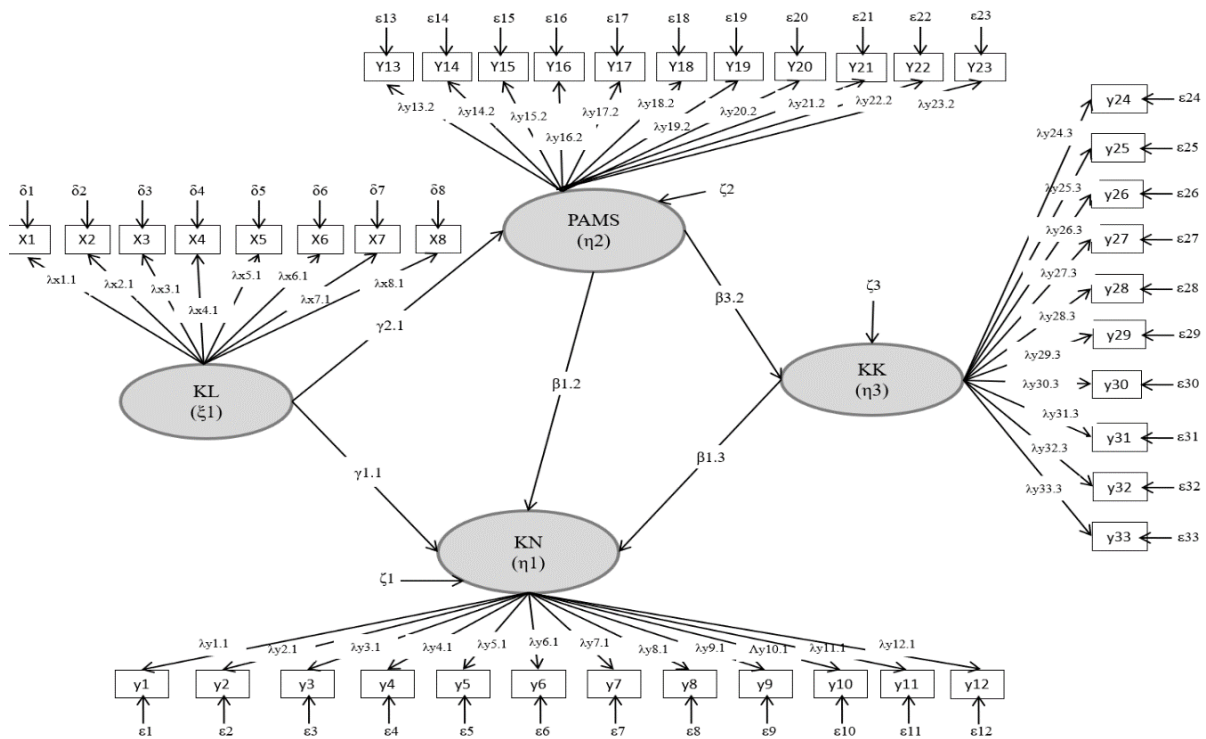 ε13 ε14 ε15 ε16 ε17 ε18 ε19 ε20 ε21 ε22 ε23
Y13 Y14 Y15 Y16 Y17 Y18 Y19 Y20 Y21 Y22 Y23
λy13.2 λy14.2 λy15.2 λy16.2 λy17.2 λy18.2 λy19.2 λy20.2 λy21.2 λy22.2 λy23.2
δ1 δ2 δ3 δ4 δ5 δ6 δ7 δ8
X1 X2 X3 X4 X5 X6 X7 X8
λx1.1 λx2.1 λx3.1 λx4.1 λx5.1 λx6.1 λx7.1 λx8.1
PAMS
(η2)
ζ2
γ2.1
β3.2
ζ3
KL
(ξ1)
β1.2
KK
(η3)
γ1.1
β1.3
KN
(η1)
ζ1
y24 ε24
y25 ε25
y26 ε26
y27 ε27
y28 ε28
y29 ε29
y30 ε30
y31 ε31
y32 ε32
y33 ε33
λy24.3
λy25.3
λy26.3
λy27.3
λy28.3
λy29.3
λy30.3
λy31.3
λy32.3
λy33.3
λy1.1 λy2.1 λy3.1 λy4.1 λy5.1 λy6.1 λy7.1 λy8.1 λy9.1 Λy10.1 λy11.1 λy12.1
y1 y2 y3 y4 y5 y6 y7 y8 y9 y10 y11 y12
ε1 ε2 ε3 ε4 ε5 ε6 ε7 ε8 ε9 ε10 ε11 ε12